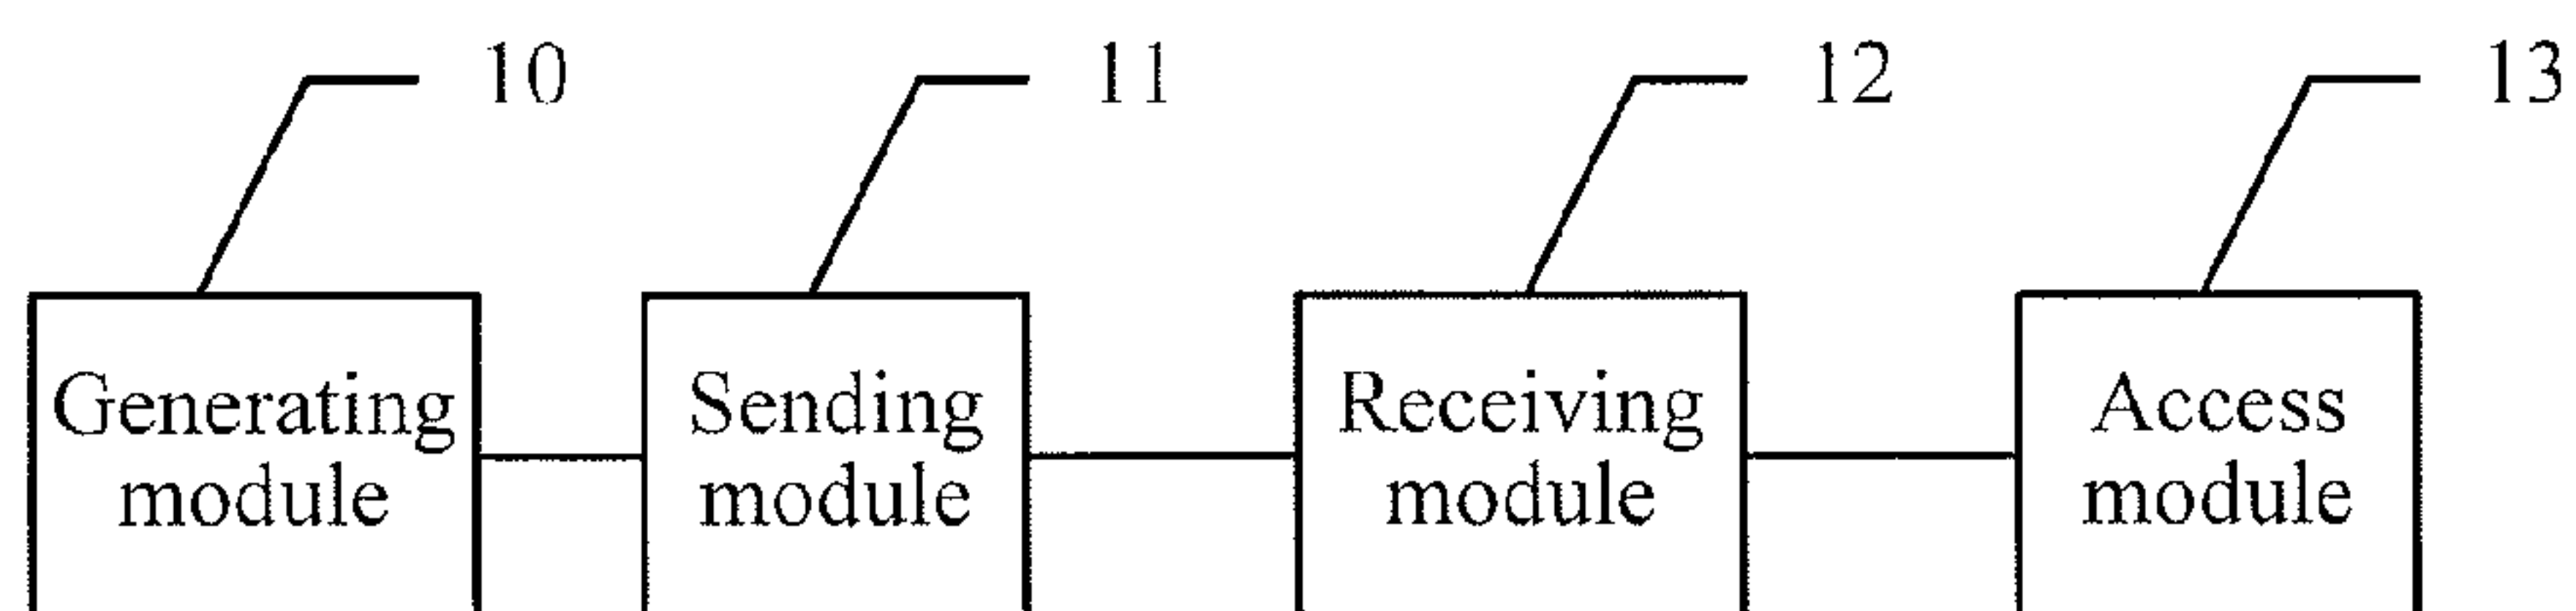 10 11 12 13
Generating Sending Receiving Access
module module module module